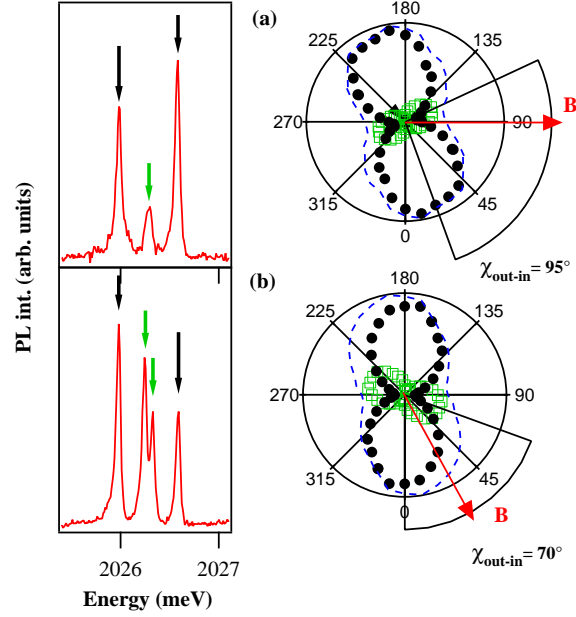 PL int. (arb. units)
2026
2027
Energy (meV)
(a)
180
225
135
270
90
B
315
45
0
χout-in= 95°
(b)
180
225
135
270
90
315
45
0
B
χout-in= 70°